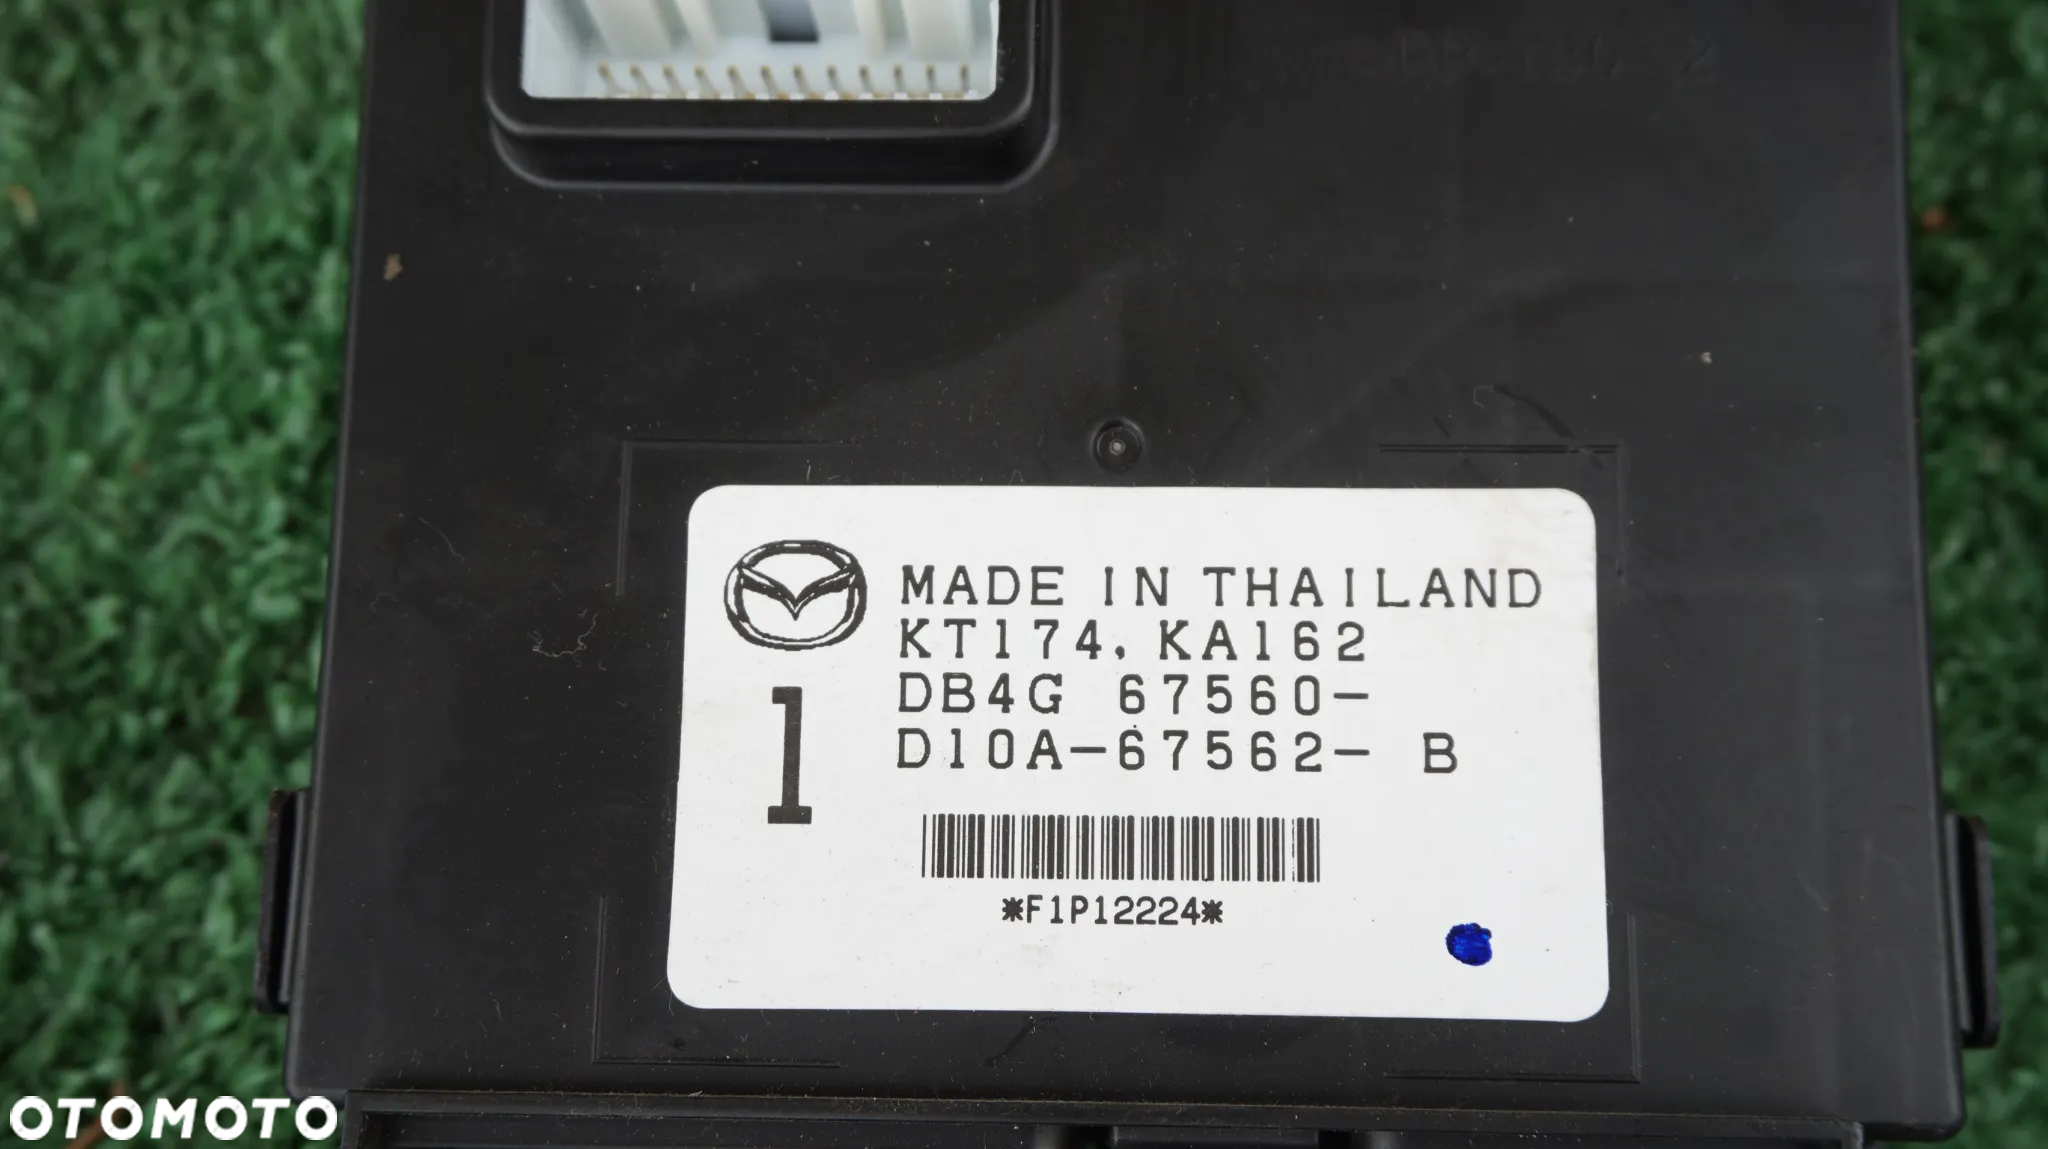 MADE IN THAILAND
KT174, KA162
DB4G 67560-
D10A-67562- B
1
*F1P12224*
OTOMOTO